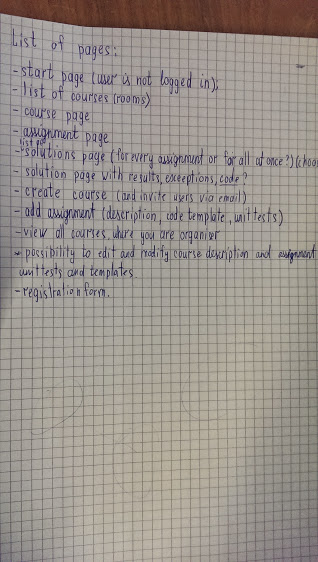 List of pages:
- start page (user is not logged in);
- list of courses (rooms)
- course page
- assignment page
list of
- solutions page (for every assignment or for all at once?)
- solution page with results, exceptions, code?
- create course (and invite users via email)
- add assignment (description, code template, unit tests)
- view all courses, where you are organizer
- possibility to edit and modify course description and assignment
unittests and templates.
- registration form.